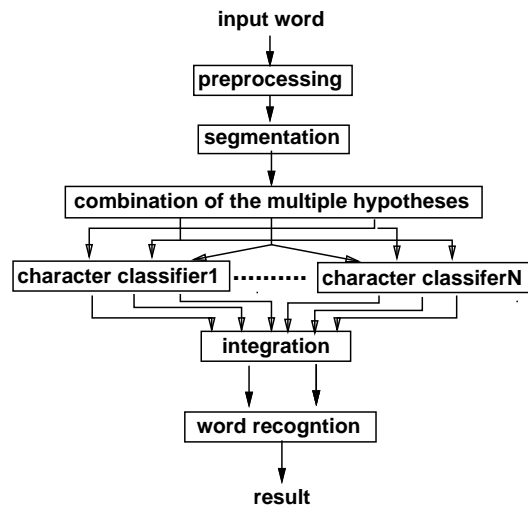 input word
preprocessing
segmentation
combination of the multiple hypotheses
character classifier1 .......... character classiferN
integration
word recogntion
result